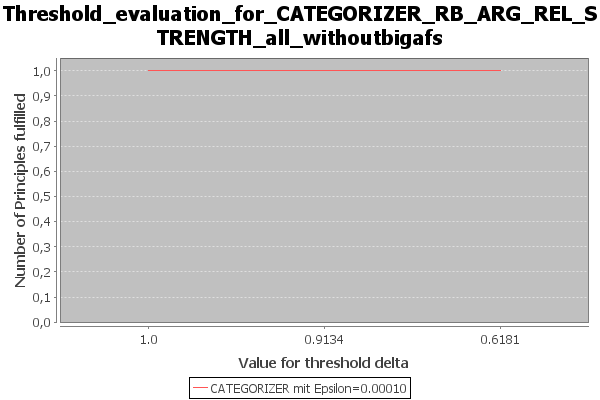 Threshold_evaluation_for_CATEGORIZER_RB_ARG_REL_S
TRENGTH_all_withoutbigafs
Number of Principles fulfilled
1,0
0,9
0,8
0,7
0,6
0,5
0,4
0,3
0,2
0,1
0,0
1.0 0.9134 0.6181
Value for threshold delta
CATEGORIZER mit Epsilon=0.00010